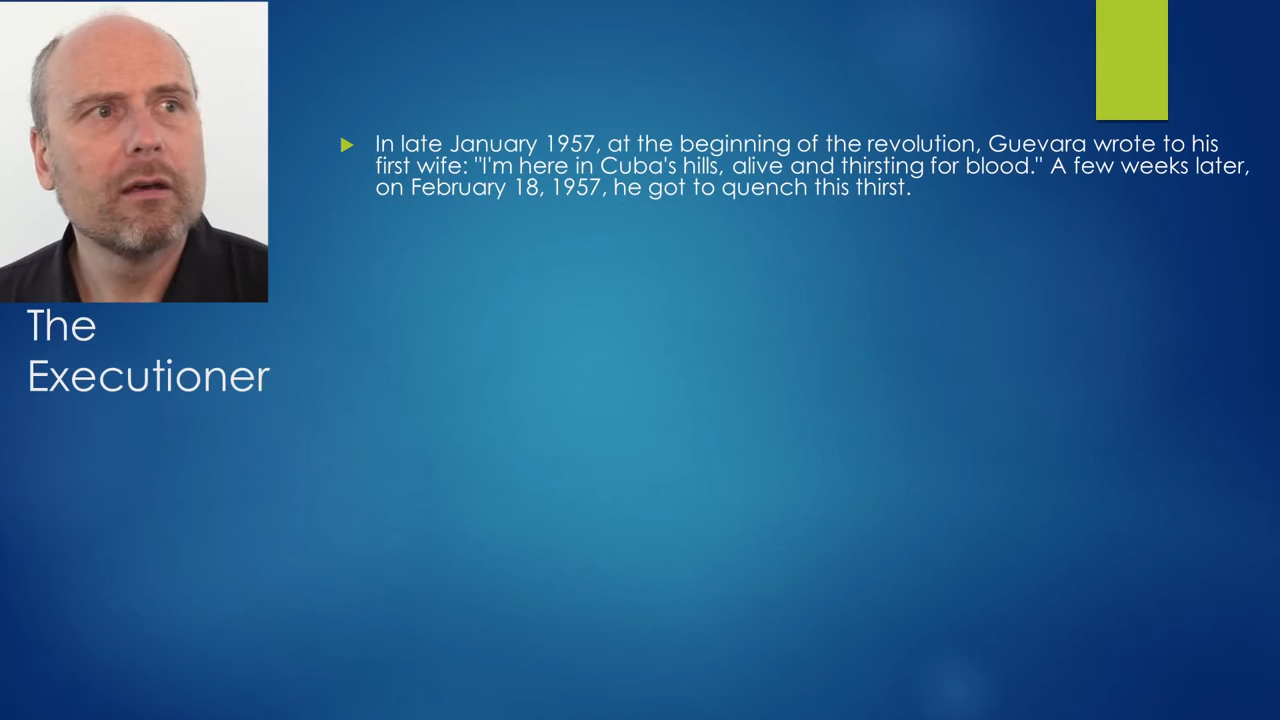 In late January 1957, at the beginning of the revolution, Guevara wrote to his
first wife: "I'm here in Cuba's hills, alive and thirsting for blood." A few weeks later,
on February 18, 1957, he got to quench this thirst.
The
Executioner